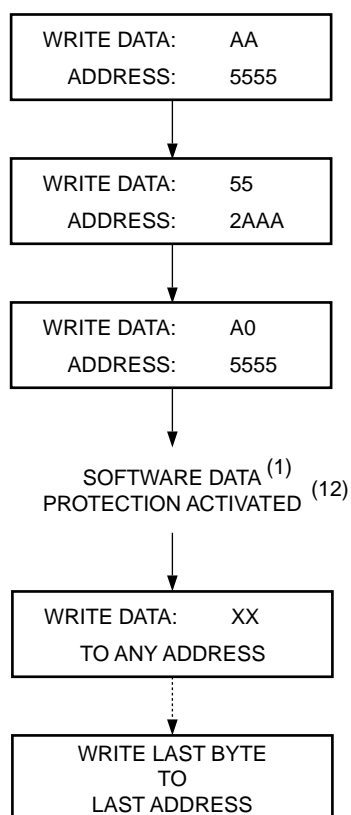 WRITE DATA: AA
ADDRESS: 5555
WRITE DATA: 55
ADDRESS: 2AAA
WRITE DATA: A0
ADDRESS: 5555
SOFTWARE DATA (1)
PROTECTION ACTIVATED (12)
WRITE DATA: XX
TO ANY ADDRESS
WRITE LAST BYTE
TO
LAST ADDRESS